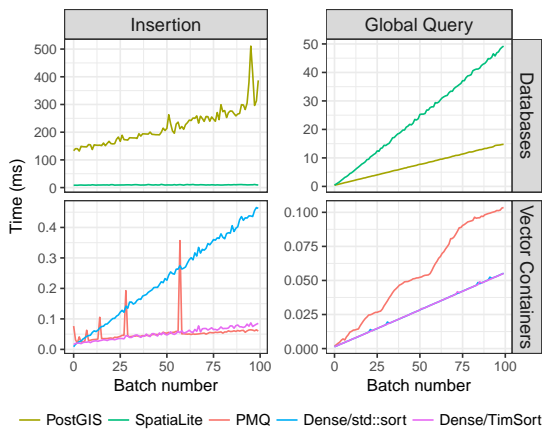 Insertion
Global Query
Time (ms)
500
400
300
200
100
0
50
40
30
20
10
0
Databases
0.4
0.3
0.2
0.1
0.0
0.100
0.075
0.050
0.025
0.000
Vector Containers
0 25 50 75 100
0 25 50 75 100
Batch number
Batch number
PostGIS SpatiaLite PMQ Dense/std::sort Dense/TimSort